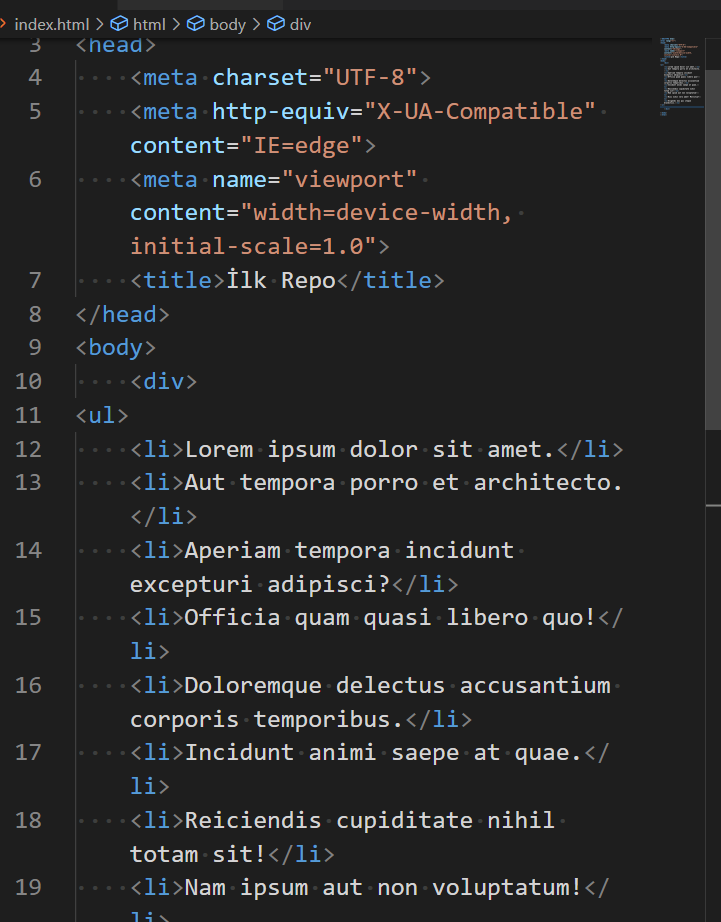 index.html > html > body > div
3 <head>
4 ····<meta charset="UTF-8">
5 ····<meta http-equiv="X-UA-Compatible"·
content="IE=edge">
6 ····<meta name="viewport"·
content="width=device-width,·
initial-scale=1.0">
7 ····<title>İlk Repo</title>
8 </head>
9 <body>
10 ····<div>
11 <ul>
12 ····<li>Lorem·ipsum·dolor·sit·amet.</li>
13 ····<li>Aut·tempora·porro·et·architecto.
</li>
14 ····<li>Aperiam·tempora·incidunt·
excepturi·adipisci?</li>
15 ····<li>Officia·quam·quasi·libero·quo!</
li>
16 ····<li>Doloremque·delectus·accusantium·
corporis·temporibus.</li>
17 ····<li>Incidunt·animi·saepe·at·quae.</
li>
18 ····<li>Reiciendis·cupiditate·nihil·
totam·sit!</li>
19 ····<li>Nam·ipsum·aut·non·voluptatum!</
li>